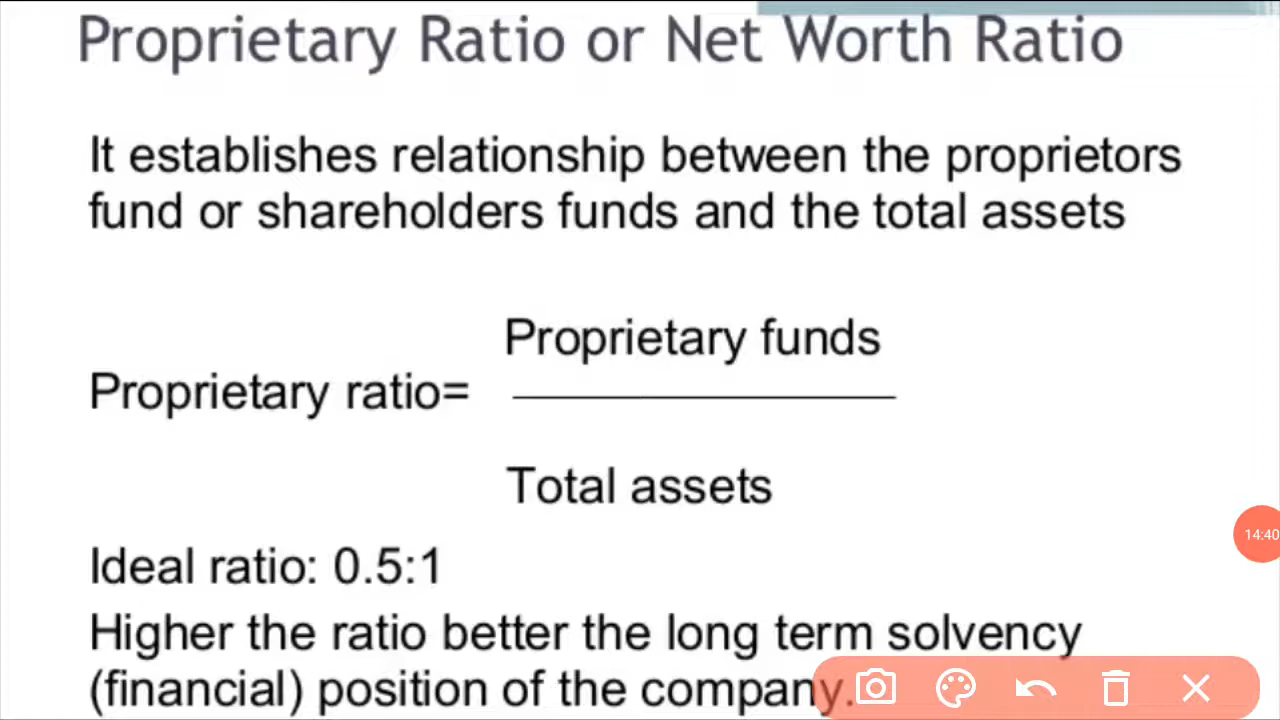 Proprietary Ratio or Net Worth Ratio
It establishes relationship between the proprietors
fund or shareholders funds and the total assets
Proprietary funds
Proprietary ratio=
Total assets
14:40
Ideal ratio: 0.5:1
Higher the ratio better the long term solvency
(financial) position of the company.